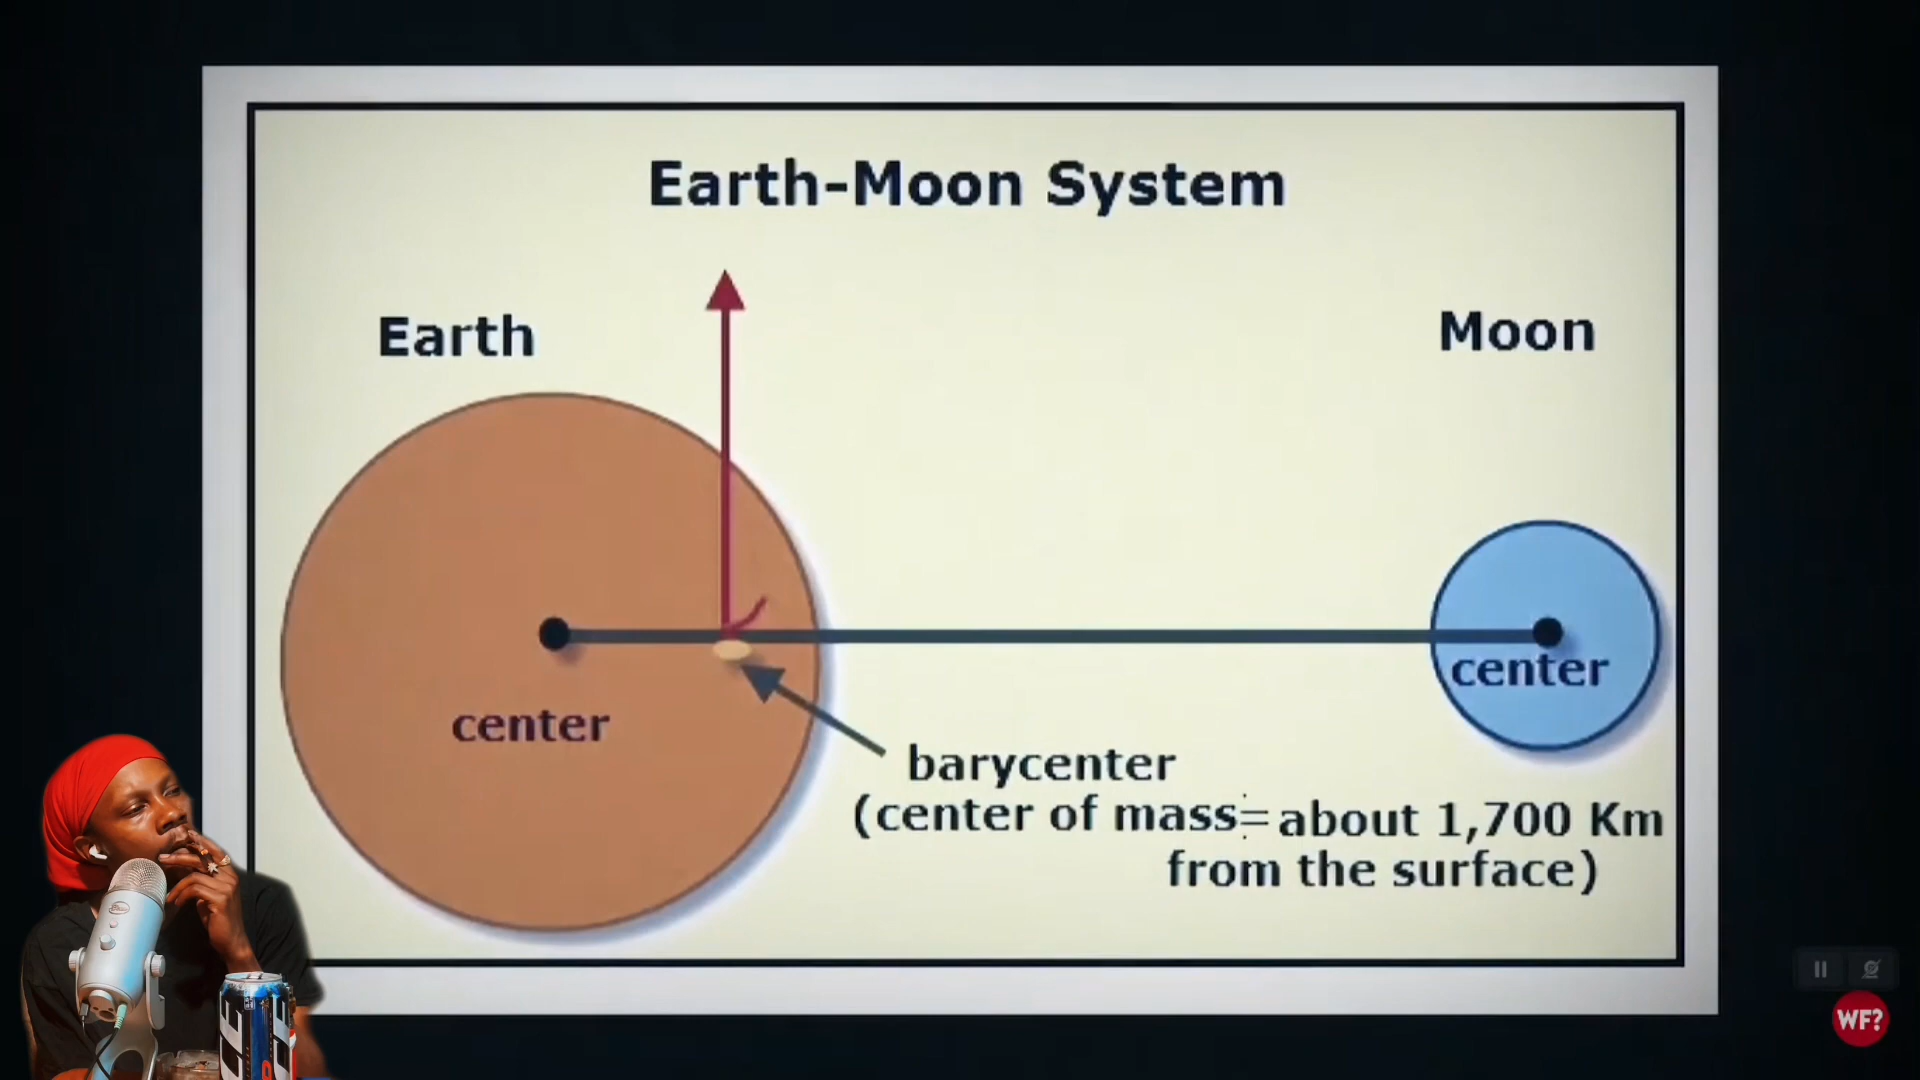 Earth-Moon System
Earth
Moon
center
center
barycenter
(center of mass= about 1,700 Km
from the surface)
WF?